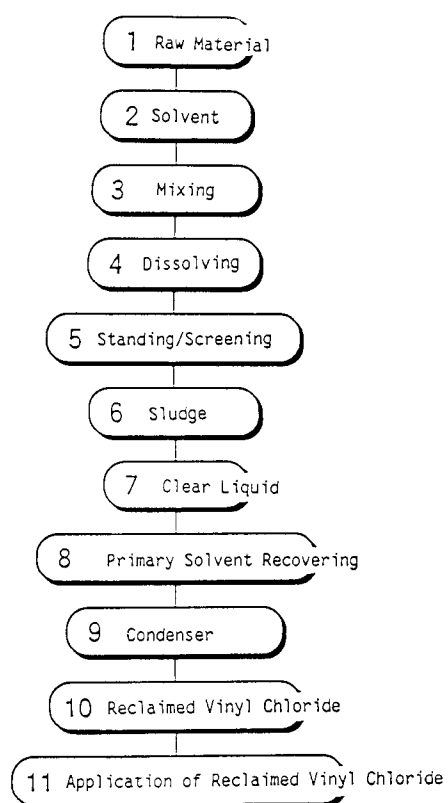 1 Raw Material
2 Solvent
3 Mixing
4 Dissolving
5 Standing/Screening
6 Sludge
7 Clear Liquid
8 Primary Solvent Recovering
9 Condenser
10 Reclaimed Vinyl Chloride
11 Application of Reclaimed Vinyl Chloride